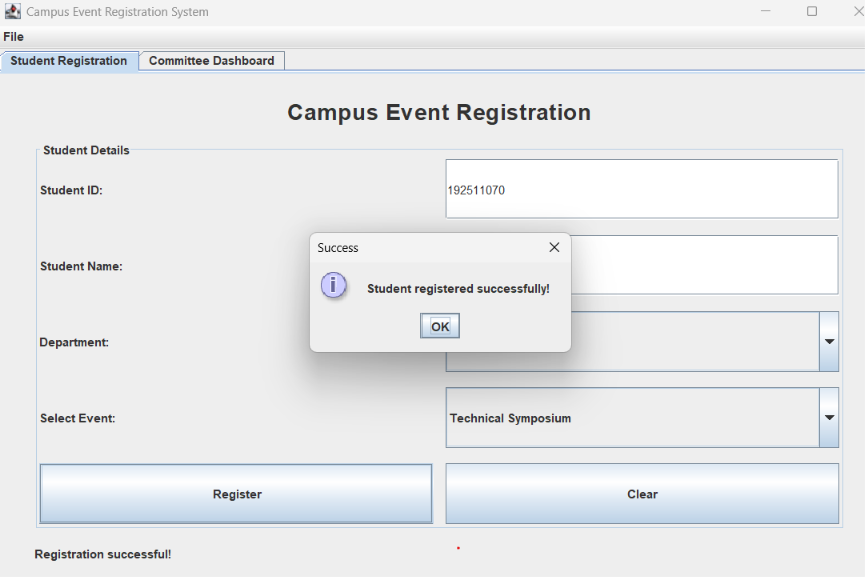 Campus Event Registration System
File
Student Registration
Committee Dashboard
Campus Event Registration
Student Details
Student ID:
192511070
Success
Student Name:
i
Student registered successfully!
OK
Department:
Select Event:
Technical Symposium
Register
Clear
Registration successful!